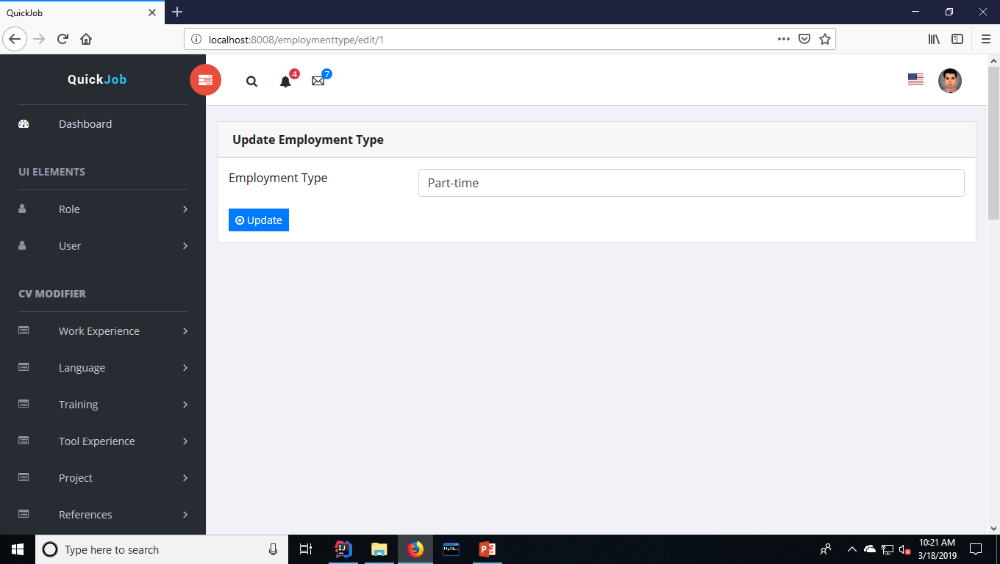 QuickJob
localhost:8008/employmenttype/edit/1
QuickJob
4
7
Dashboard
UI ELEMENTS
Role
User
CV MODIFIER
Work Experience
Language
Training
Tool Experience
Project
References
Update Employment Type
Employment Type
Part-time
Update
Type here to search
IJ
MySQL
P
10:21 AM
3/18/2019